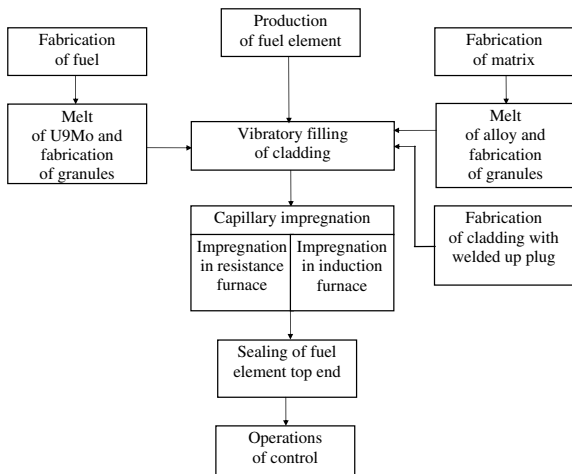 Production
of fuel element
Fabrication
of fuel
Fabrication
of matrix
Melt
of U9Mo and
fabrication
of granules
Vibratory filling
of cladding
Melt
of alloy and
fabrication
of granules
Capillary impregnation
Impregnation
in resistance
furnace
Impregnation
in induction
furnace
Fabrication
of cladding with
welded up plug
Sealing of fuel
element top end
Operations
of control